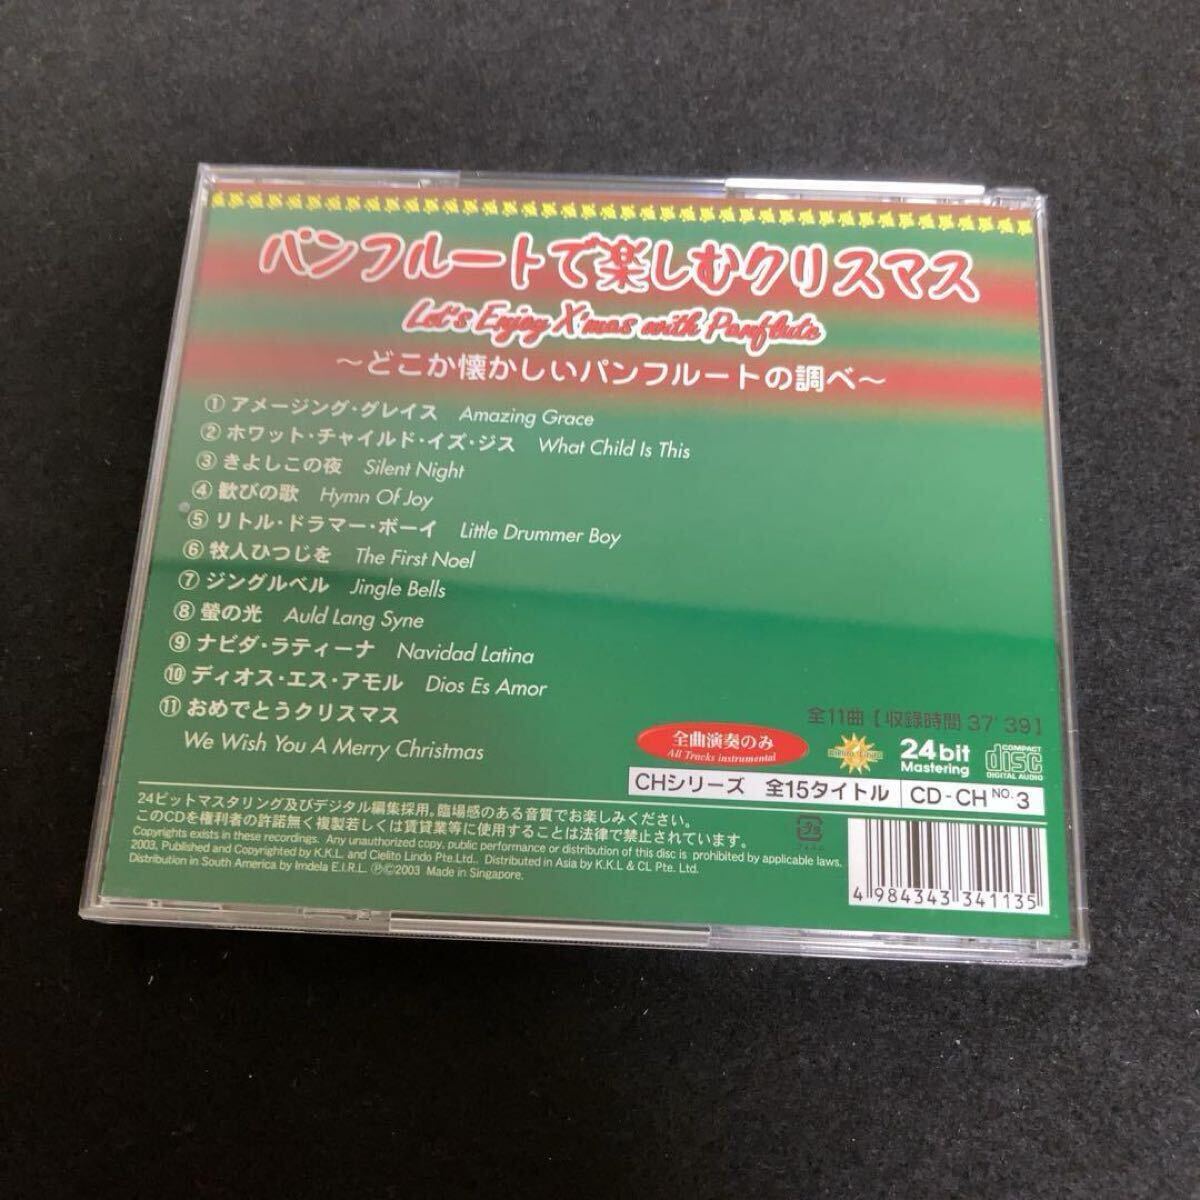 パンフルートで楽しむクリスマス
Let's Enjoy X'mas with Panflute
～どこか懐かしいパンフルートの調べ～
① アメージング・グレイス Amazing Grace
② ホワット・チャイルド・イズ・ジス What Child Is This
③ きよしこの夜 Silent Night
④ 歓びの歌 Hymn Of Joy
⑤ リトル・ドラマー・ボーイ Little Drummer Boy
⑥ 牧人ひつじを The First Noel
⑦ ジングルベル Jingle Bells
⑧ 螢の光 Auld Lang Syne
⑨ ナビダ・ラティーナ Navidad Latina
⑩ ディオス・エス・アモル Dios Es Amor
⑪ おめでとうクリスマス
We Wish You A Merry Christmas
全11曲【収録時間 37' 39】
全曲演奏のみ
All Tracks instrumental
24bit
Mastering
COMPACT
disc
DIGITAL AUDIO
CHシリーズ 全15タイトル CD-CH NO.3
24ビットマスタリング及びデジタル編集採用。臨場感のある音質でお楽しみください。
このCDを権利者の許諾無く複製若しくは賃貸業等に使用することは法律で禁止されています。
Copyrights exists in these recordings. Any unauthorized copy, public performance or distribution of this disc is prohibited by applicable laws.
2003, Published and Copyrighted by K.K.L. and Cielito Lindo Pte.Ltd. Distributed in Asia by K.K.L & CL Pte. Ltd.
Distribution in South America by Imdela E.I.R.L. Ⓟ©2003 Made in Singapore.
プラ
4 984343 341135